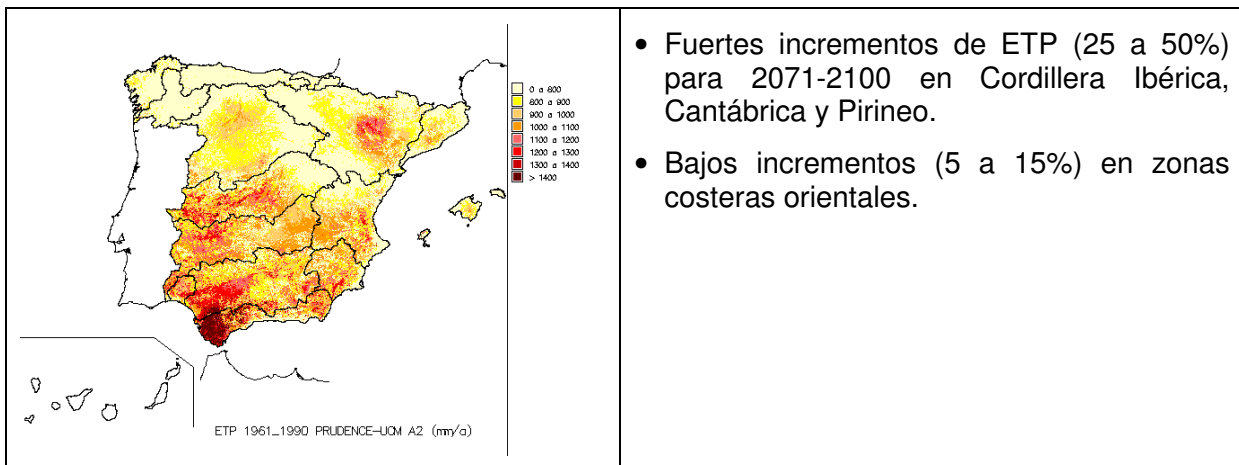 0 a 800
800 a 900
900 a 1000
1000 a 1100
1100 a 1200
1200 a 1300
1300 a 1400
> 1400
ETP 1961_1990 PRUDENCE-UCM A2 (mm/a)
• Fuertes incrementos de ETP (25 a 50%)
para 2071-2100 en Cordillera Ibérica,
Cantábrica y Pirineo.
• Bajos incrementos (5 a 15%) en zonas
costeras orientales.